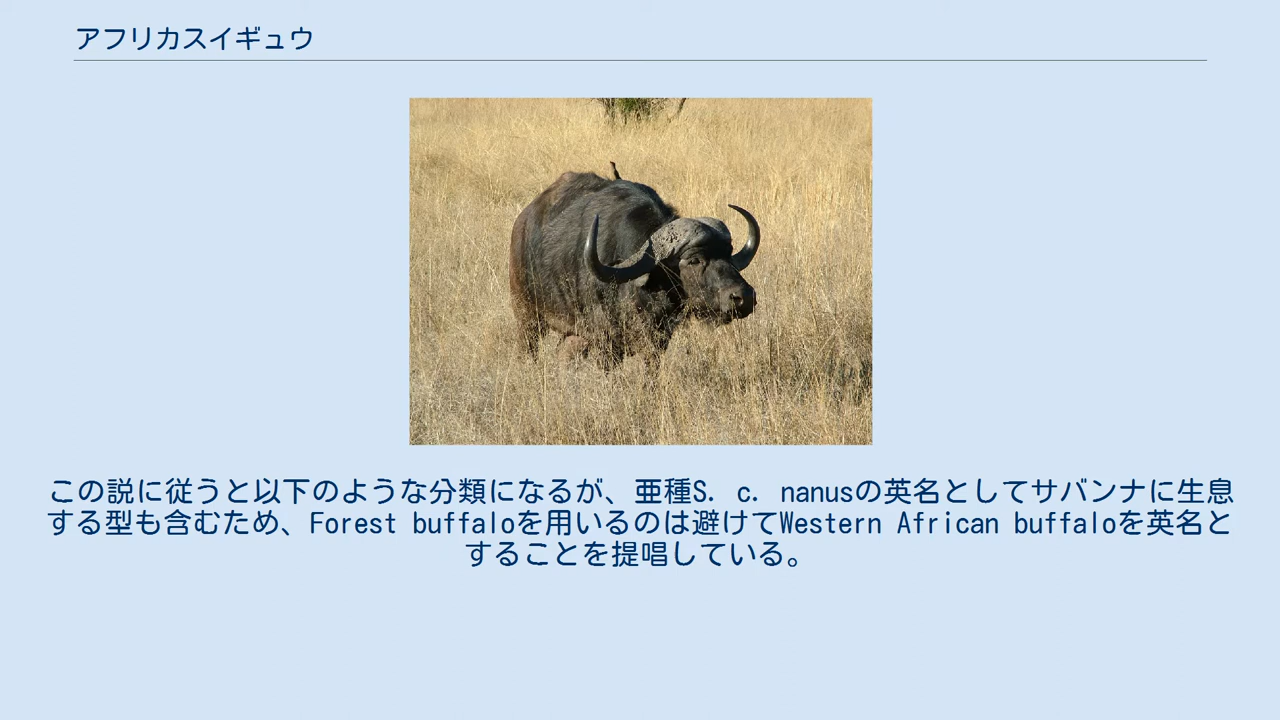 アフリカスイギュウ
この説に従うと以下のような分類になるが、亜種S. c. nanusの英名としてサバンナに生息
する型も含むため、Forest buffaloを用いるのは避けてWestern African buffaloを英名と
することを提唱している。